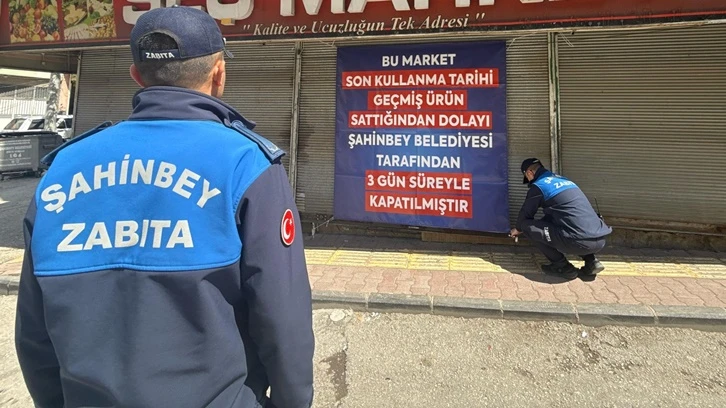 " Kalite ve Ucuzluğun Tek Adresi "
ZABITA
BU MARKET
SON KULLANMA TARİHİ
GEÇMİŞ ÜRÜN
SATTIĞINDAN DOLAYI
ŞAHİNBEY BELEDİYESİ
TARAFINDAN
3 GÜN SÜREYLE
KAPATILMIŞTIR
ŞAHİNBEY
ZABITA